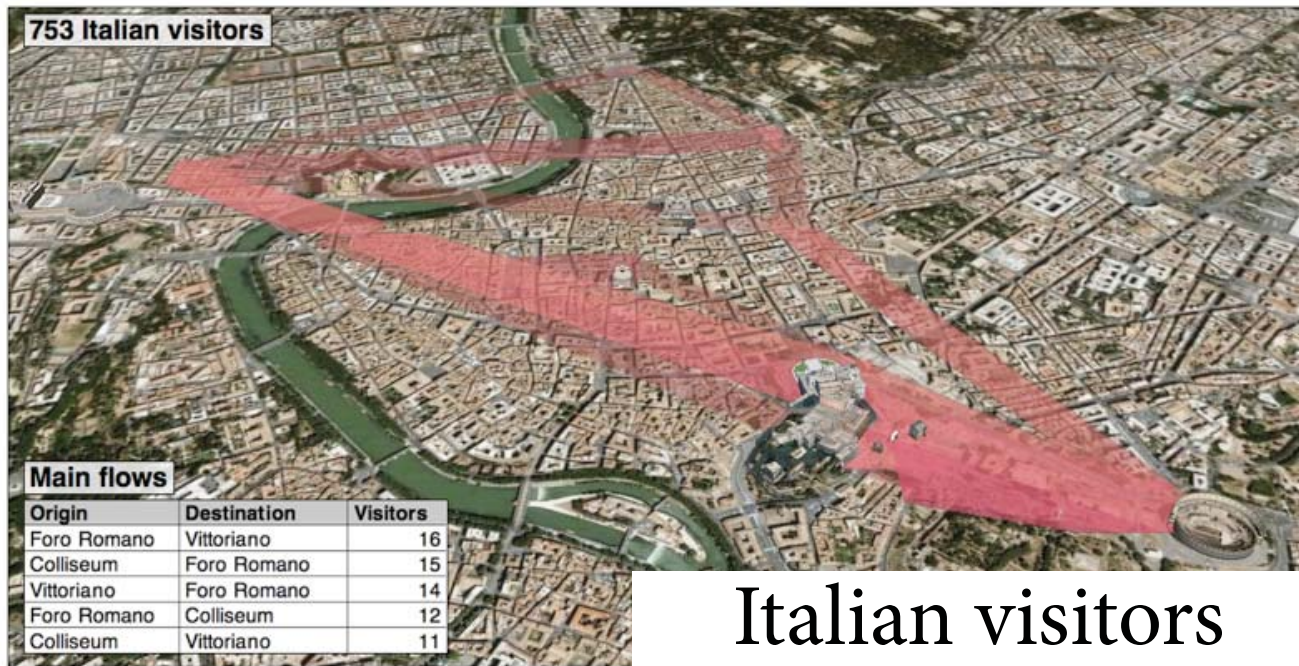 753 Italian visitors
Main flows
Origin Destination Visitors
Foro Romano Vittoriano 16
Colliseum Foro Romano 15
Vittoriano Foro Romano 14
Foro Romano Colliseum 12
Colliseum Vittoriano 11
Italian visitors